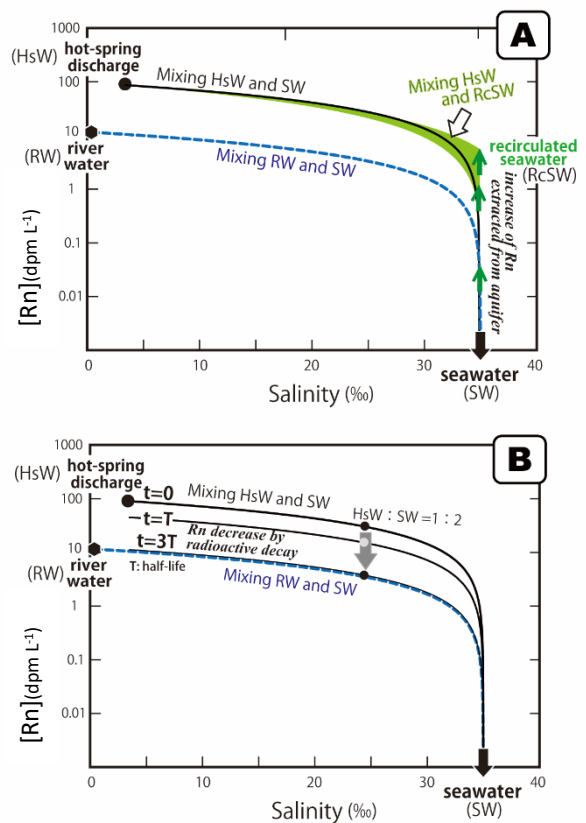 A
1000
(HsW)
hot-spring
discharge
100
Mixing HsW and SW
Mixing HsW
and RcSW
10
(RW)
river
water
Mixing RW and SW
recirculated
seawater
(RcSW)
increase of Rn
extracted from aquifer
1
0.1
0.01
[Rn](dpm L-1)
0
10
20
30
40
Salinity (‰)
seawater
(SW)
B
1000
(HsW)
hot-spring
discharge
100
t=0
Mixing HsW and SW
HsW : SW =1 : 2
t=T
Rn decrease by
radioactive decay
10
t=3T
(RW)
river
water
T: half-life
Mixing RW and SW
1
0.1
0.01
[Rn](dpm L-1)
0
10
20
30
40
Salinity (‰)
seawater
(SW)